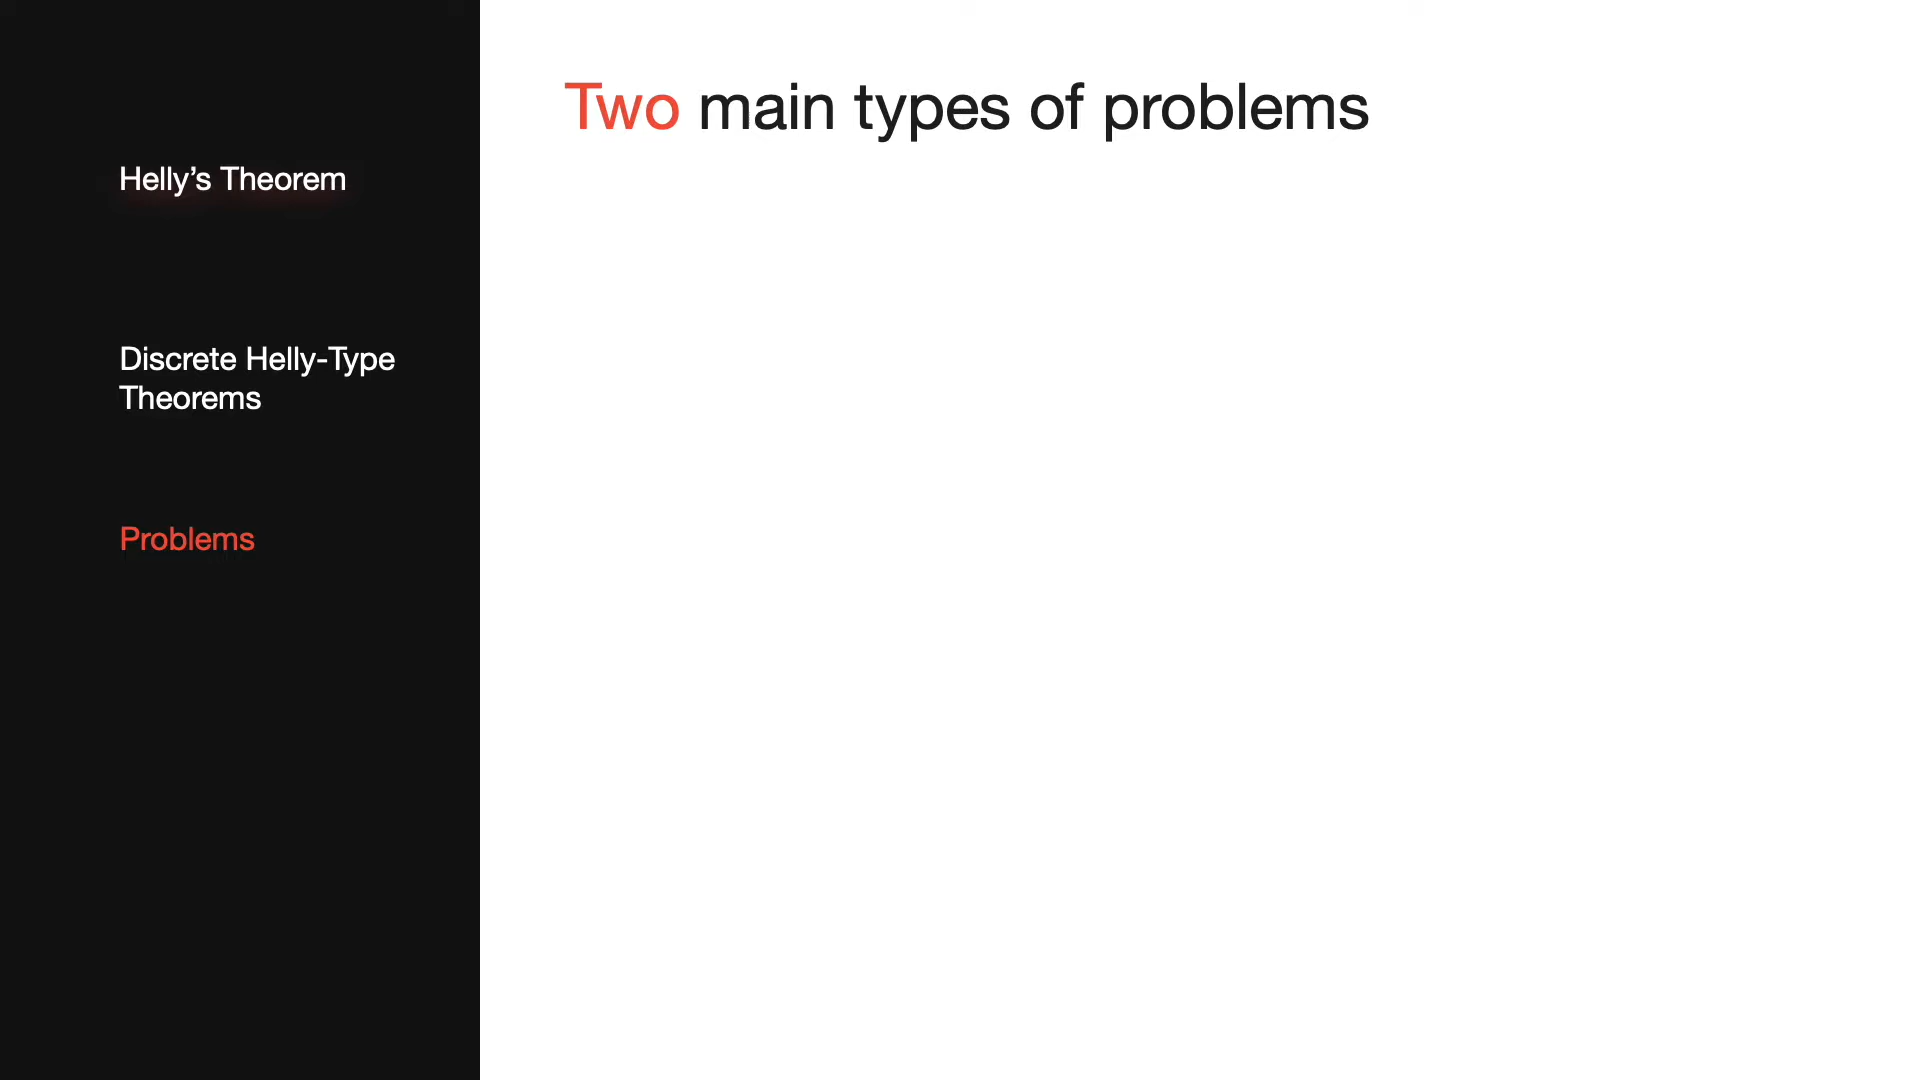 Two main types of problems
Helly’s Theorem
Discrete Helly-Type
Theorems
Problems